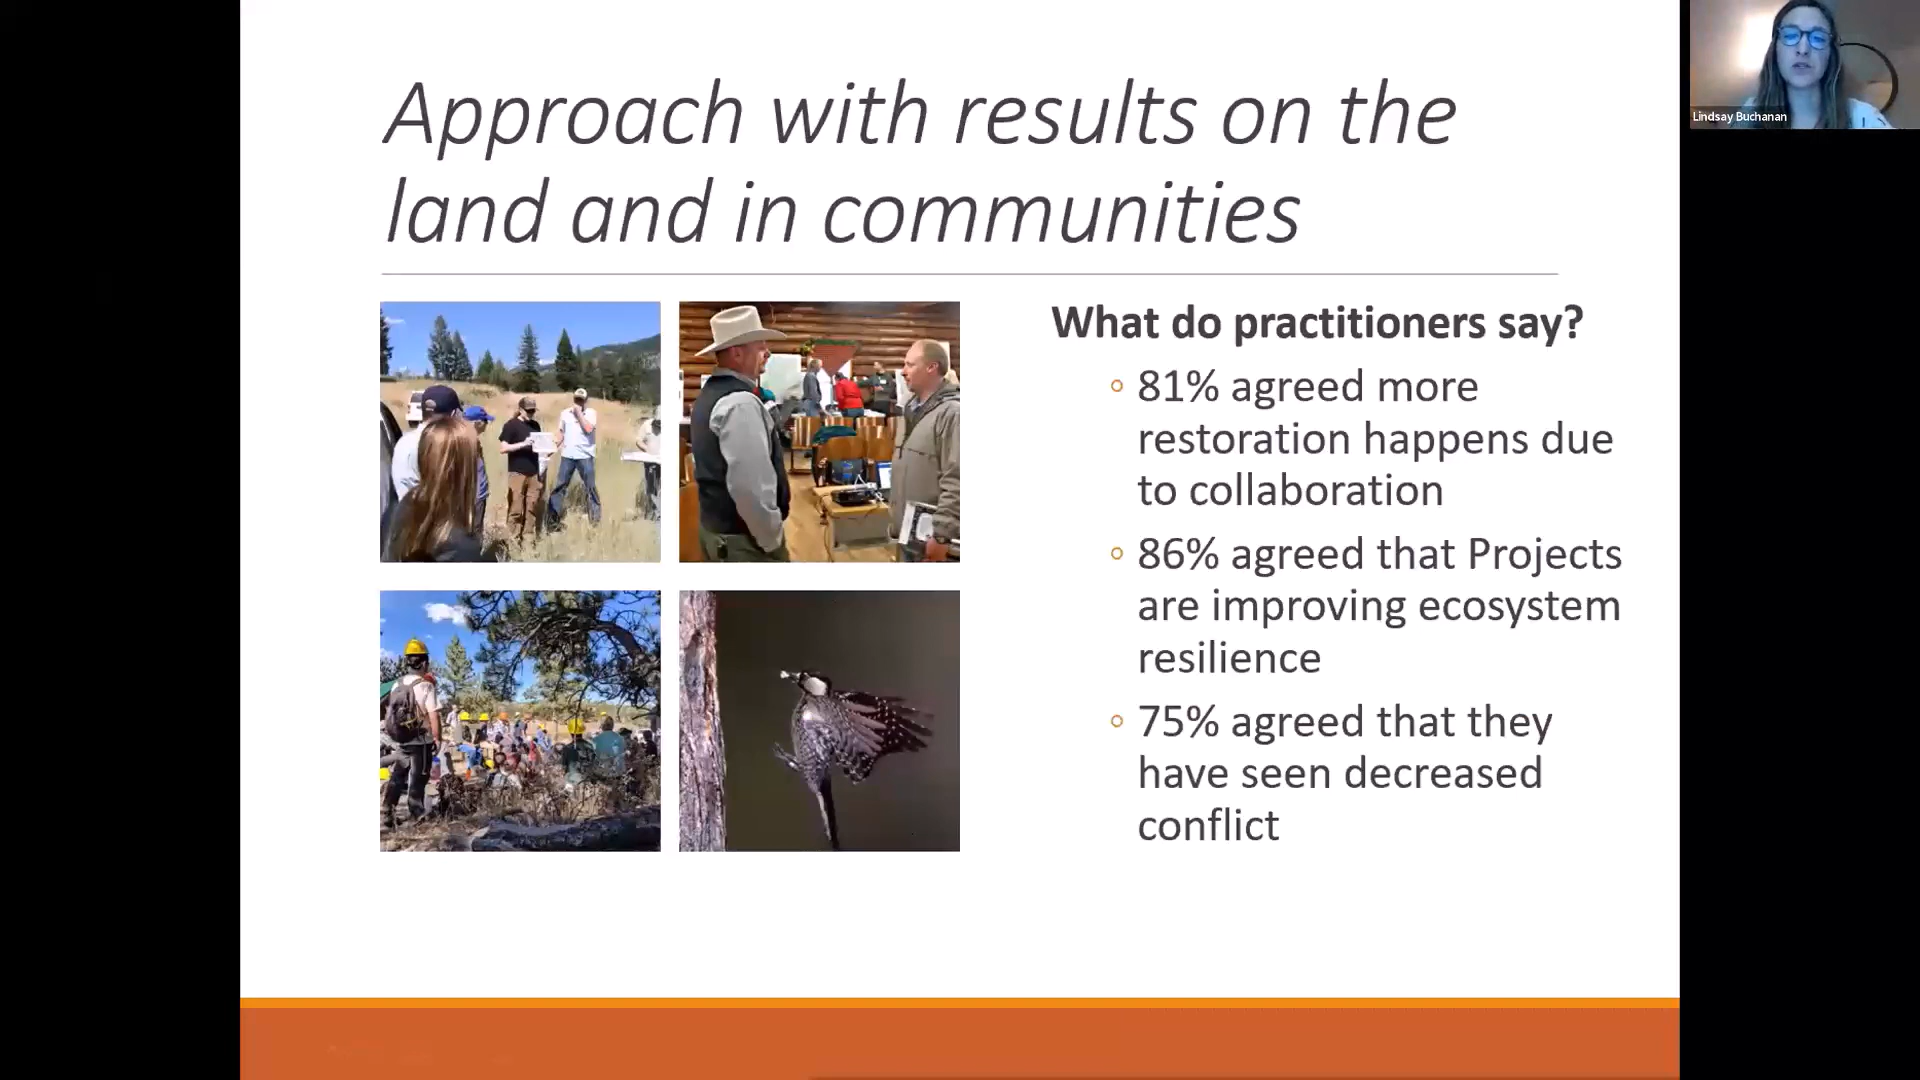 Approach with results on the
land and in communities
What do practitioners say?
◦ 81% agreed more
restoration happens due
to collaboration
◦ 86% agreed that Projects
are improving ecosystem
resilience
◦ 75% agreed that they
have seen decreased
conflict
Lindsay Buchanan